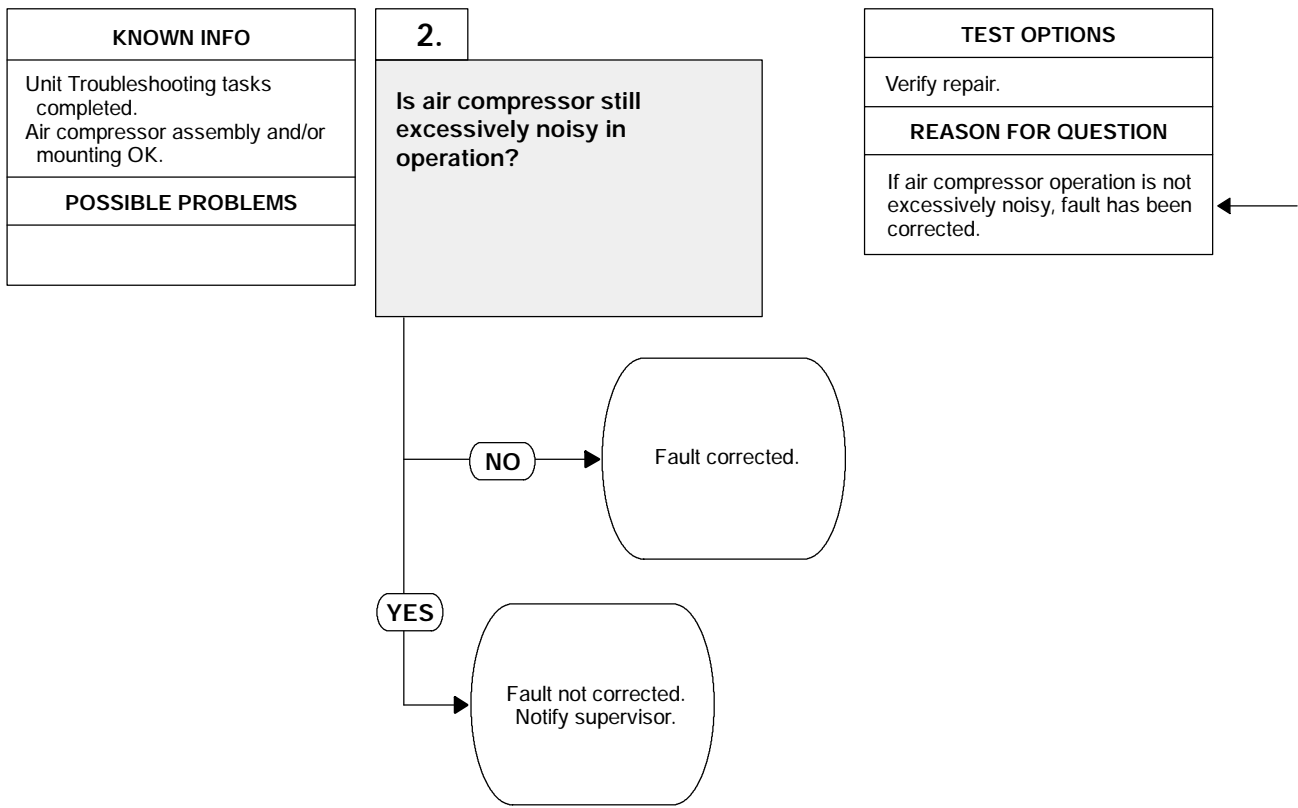 KNOWN INFO
Unit Troubleshooting tasks
completed.
Air compressor assembly and/or
mounting OK.
POSSIBLE PROBLEMS
2.
Is air compressor still
excessively noisy in
operation?
TEST OPTIONS
Verify repair.
REASON FOR QUESTION
If air compressor operation is not
excessively noisy, fault has been
corrected.
NO
Fault corrected.
YES
Fault not corrected.
Notify supervisor.